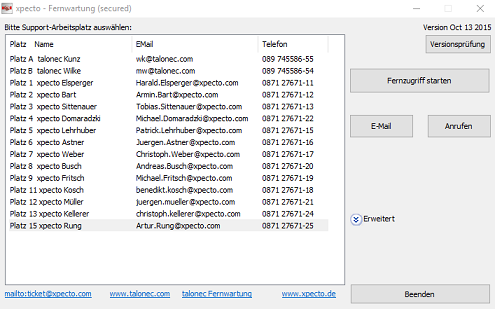 xpecto - Fernwartung (secured)
Bitte Support-Arbeitsplatz auswählen: Version Oct 13 2015
Versionsprüfung
Platz Name EMail Telefon
Platz A talonec Kunz wk@talonec.com 089 745586-55
Platz B talonec Wilke mw@talonec.com 089 745586-54
Platz 1 xpecto Elsperger Harald.Elsperger@xpecto.com 0871 27671-11
Platz 2 xpecto Bart Armin.Bart@xpecto.com 0871 27671-12
Platz 3 xpecto Sittenauer Tobias.Sittenauer@xpecto.com 0871 27671-13
Platz 4 xpecto Domaradzki Michael.Domaradzki@xpecto.com 0871 27671-22
Platz 5 xpecto Lehrhuber Patrick.Lehrhuber@xpecto.com 0871 27671-15
Platz 6 xpecto Astner Juergen.Astner@xpecto.com 0871 27671-16
Platz 7 xpecto Weber Christoph.Weber@xpecto.com 0871 27671-17
Platz 8 xpecto Busch Andreas.Busch@xpecto.com 0871 27671-20
Platz 9 xpecto Fritsch Michael.Fritsch@xpecto.com 0871 27671-19
Platz 11 xpecto Kosch benedikt.kosch@xpecto.com 0871 27671-18
Platz 12 xpecto Müller juergen.mueller@xpecto.com 0871 27671-21
Platz 13 xpecto Kellerer christoph.kellerer@xpecto.com 0871 27671-24
Platz 15 xpecto Rung Artur.Rung@xpecto.com 0871 27671-25
Fernzugriff starten
E-Mail Anrufen
Erweitert
mailto:ticket@xpecto.com www.talonec.com talonec Fernwartung www.xpecto.de
Beenden